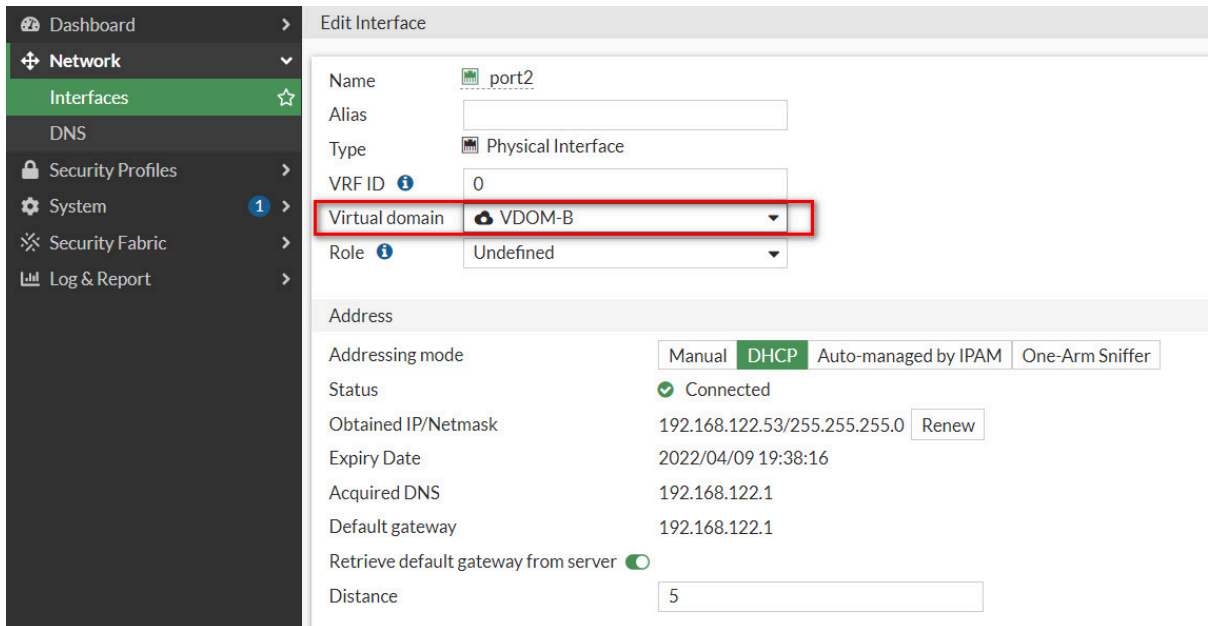 Dashboard
Network
Interfaces
DNS
Security Profiles
System 1
Security Fabric
Log & Report
Edit Interface
Name port2
Alias
Type Physical Interface
VRF ID 0
Virtual domain VDOM-B
Role Undefined
Address
Addressing mode Manual DHCP Auto-managed by IPAM One-Arm Sniffer
Status Connected
Obtained IP/Netmask 192.168.122.53/255.255.255.0 Renew
Expiry Date 2022/04/09 19:38:16
Acquired DNS 192.168.122.1
Default gateway 192.168.122.1
Retrieve default gateway from server
Distance 5